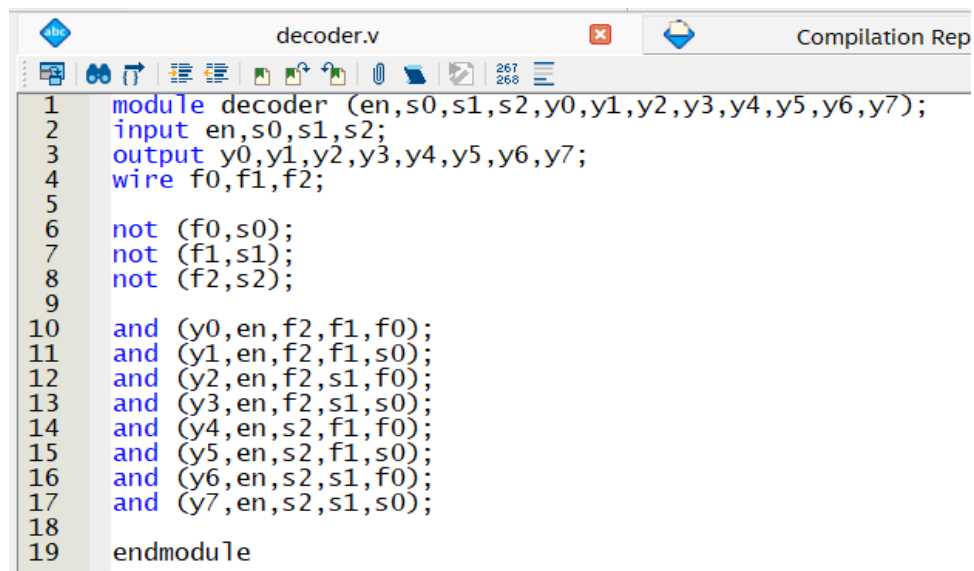 abc decoder.v Compilation Rep
267
268
1 module decoder (en,s0,s1,s2,y0,y1,y2,y3,y4,y5,y6,y7);
2 input en,s0,s1,s2;
3 output y0,y1,y2,y3,y4,y5,y6,y7;
4 wire f0,f1,f2;
5
6 not (f0,s0);
7 not (f1,s1);
8 not (f2,s2);
9
10 and (y0,en,f2,f1,f0);
11 and (y1,en,f2,f1,s0);
12 and (y2,en,f2,s1,f0);
13 and (y3,en,f2,s1,s0);
14 and (y4,en,s2,f1,f0);
15 and (y5,en,s2,f1,s0);
16 and (y6,en,s2,s1,f0);
17 and (y7,en,s2,s1,s0);
18
19 endmodule